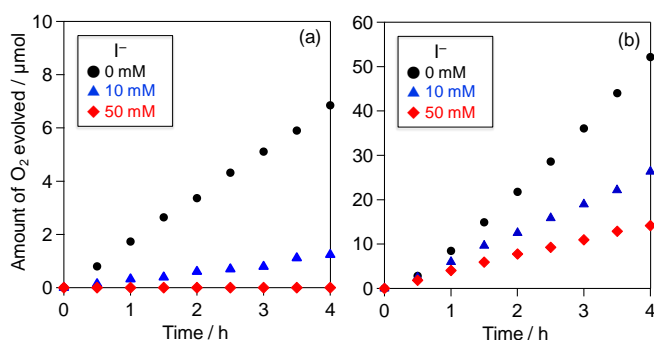 (a)
I⁻
0 mM
10 mM
50 mM
Amount of O₂ evolved / μmol
10
8
6
4
2
0
0 1 2 3 4
Time / h
(b)
I⁻
0 mM
10 mM
50 mM
60
50
40
30
20
10
0
0 1 2 3 4
Time / h